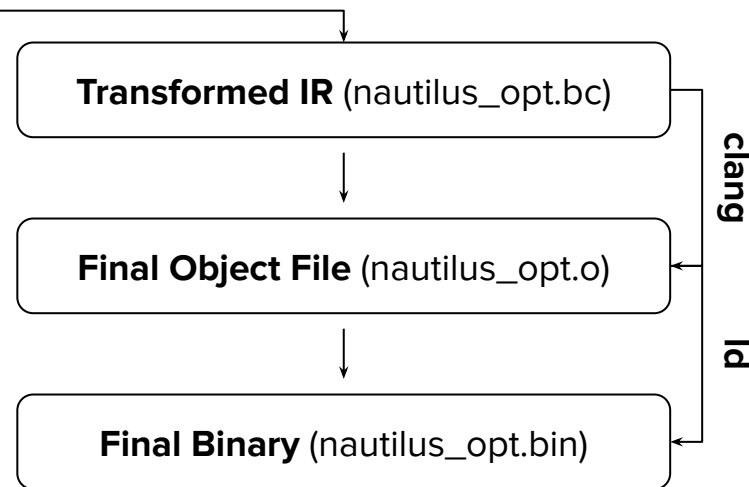 Transformed IR (nautilus_opt.bc)
clang
Final Object File (nautilus_opt.o)
ld
Final Binary (nautilus_opt.bin)